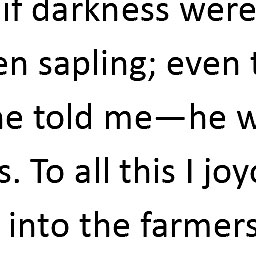 if darkness were
en sapling; even
he told me—he w
s. To all this I joyo
into the farmers